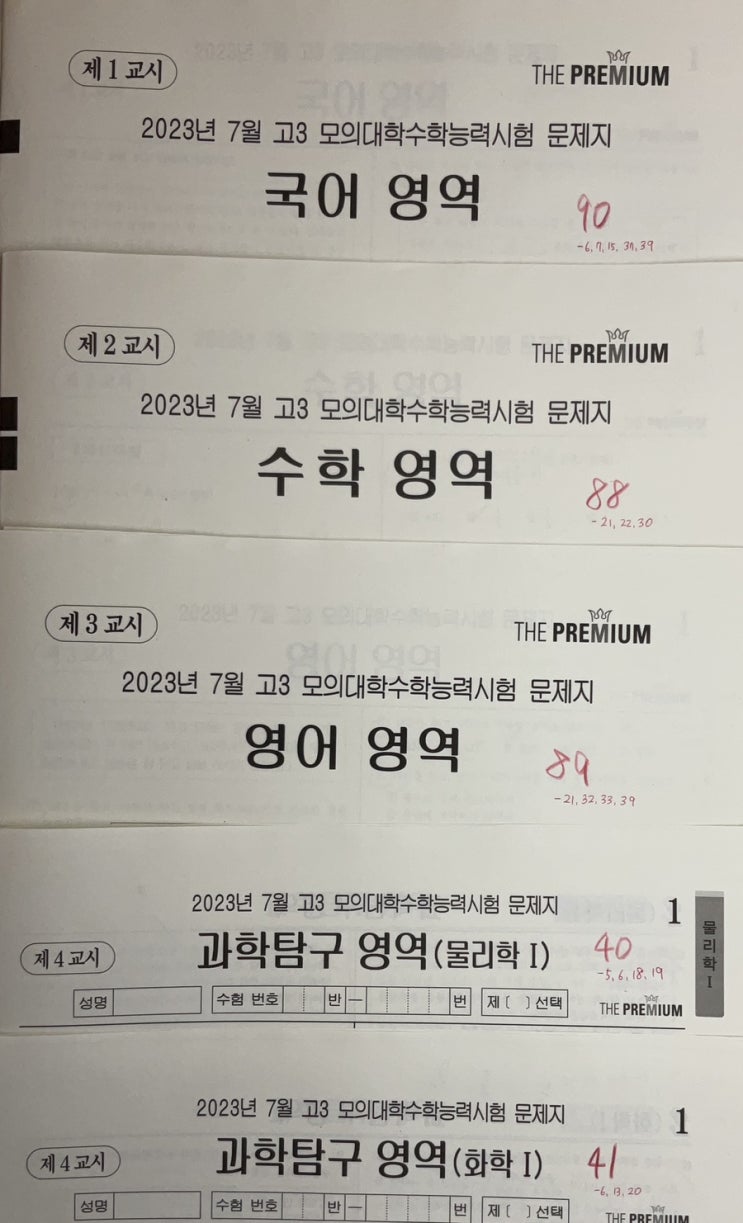 제1교시
THE PREMIUM
2023년 7월 고3 모의대학수학능력시험 문제지
국어 영역
90
-6, 7, 15, 37, 39
제2교시
THE PREMIUM
2023년 7월 고3 모의대학수학능력시험 문제지
수학 영역
88
-21, 22, 30
제3교시
THE PREMIUM
2023년 7월 고3 모의대학수학능력시험 문제지
영어 영역
89
-21, 32, 33, 39
2023년 7월 고3 모의대학수학능력시험 문제지
1
제4교시
과학탐구 영역(물리학 I)
40
-5, 6, 18, 19
물리학 I
성명
수험 번호 반 — 번
제 [ ] 선택
THE PREMIUM
2023년 7월 고3 모의대학수학능력시험 문제지
1
제4교시
과학탐구 영역(화학 I)
41
-6, 13, 20
성명
수험 번호 반 — 번
제 [ ] 선택
THE PREMIUM